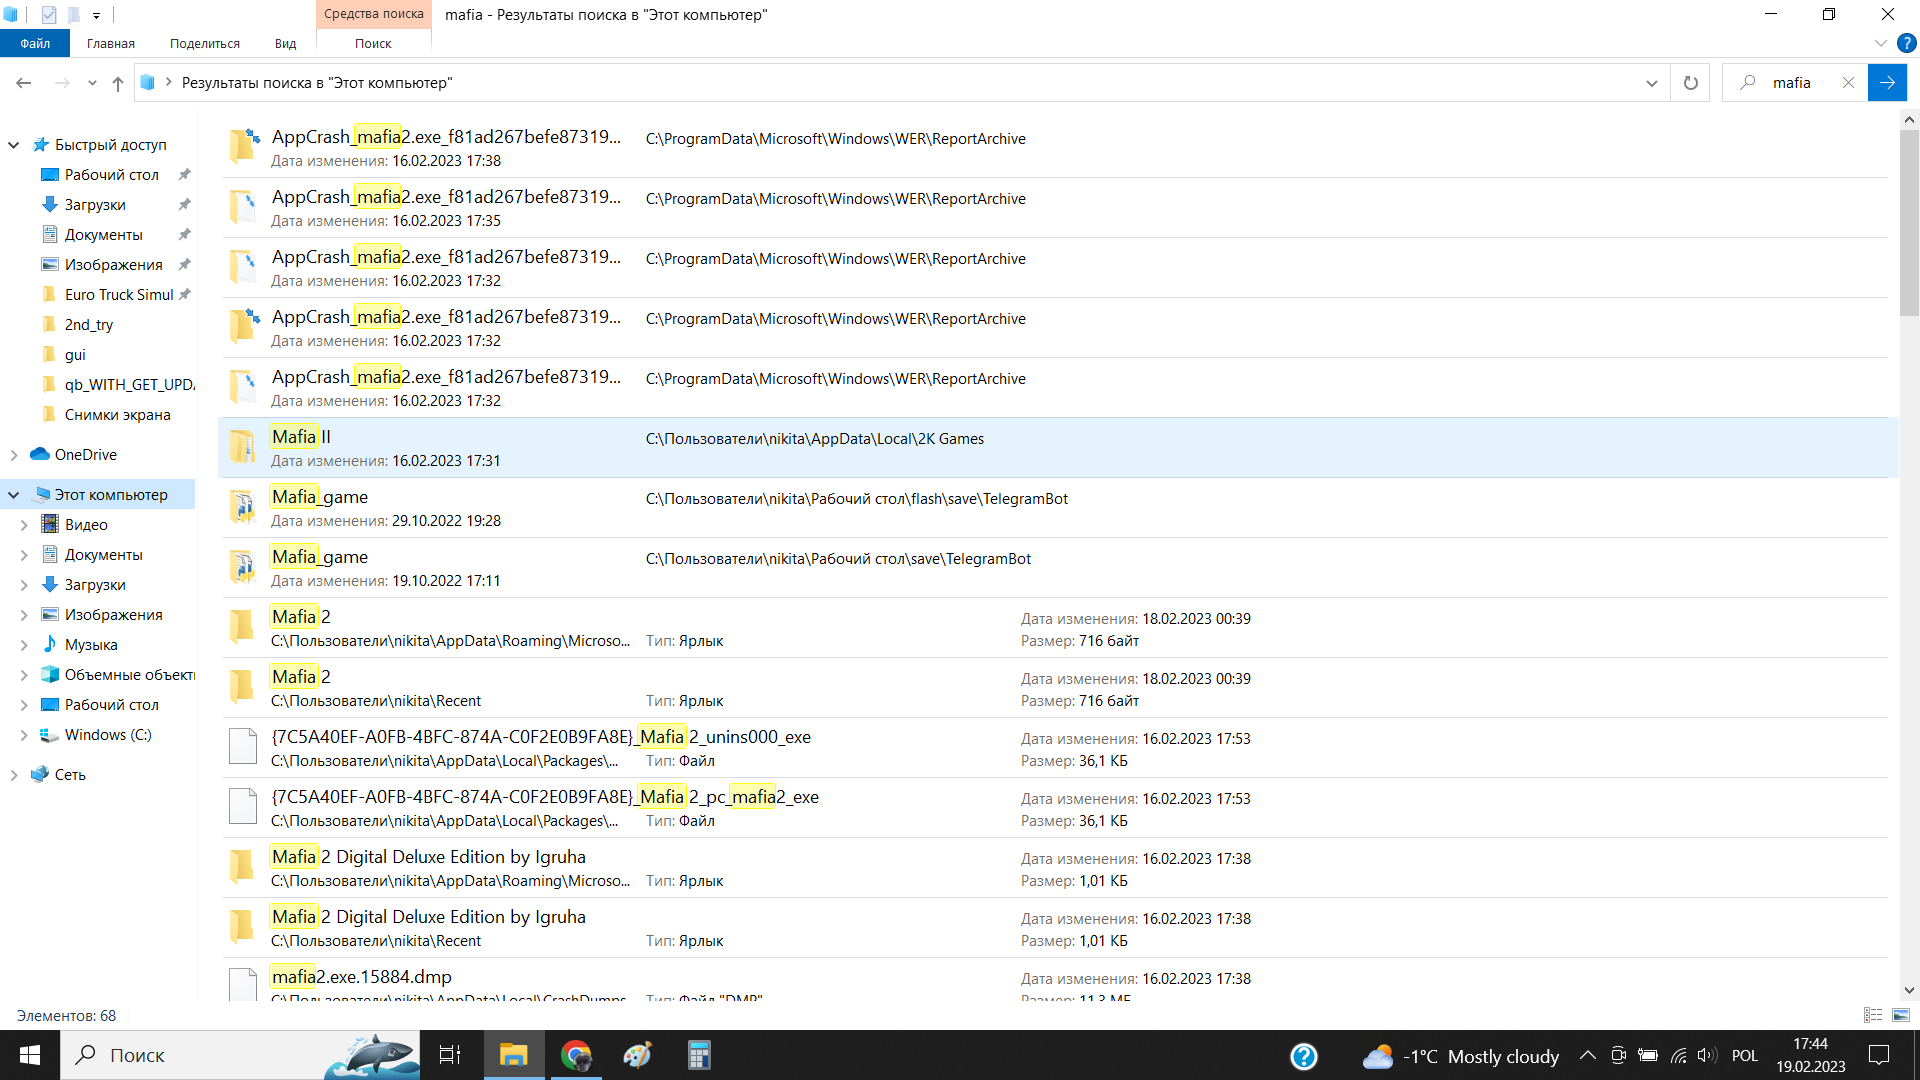 Средства поиска
mafia - Результаты поиска в "Этот компьютер"
Файл
Главная
Поделиться
Вид
Поиск
Результаты поиска в "Этот компьютер"
mafia
Быстрый доступ
Рабочий стол
Загрузки
Документы
Изображения
Euro Truck Simul
2nd_try
gui
qb_WITH_GET_UPD
Снимки экрана
OneDrive
Этот компьютер
Видео
Документы
Загрузки
Изображения
Музыка
Объемные объект
Рабочий стол
Windows (C:)
Сеть
AppCrash_mafia2.exe_f81ad267befe87319... C:\ProgramData\Microsoft\Windows\WER\ReportArchive
Дата изменения: 16.02.2023 17:38
AppCrash_mafia2.exe_f81ad267befe87319... C:\ProgramData\Microsoft\Windows\WER\ReportArchive
Дата изменения: 16.02.2023 17:35
AppCrash_mafia2.exe_f81ad267befe87319... C:\ProgramData\Microsoft\Windows\WER\ReportArchive
Дата изменения: 16.02.2023 17:32
AppCrash_mafia2.exe_f81ad267befe87319... C:\ProgramData\Microsoft\Windows\WER\ReportArchive
Дата изменения: 16.02.2023 17:32
AppCrash_mafia2.exe_f81ad267befe87319... C:\ProgramData\Microsoft\Windows\WER\ReportArchive
Дата изменения: 16.02.2023 17:32
Mafia II C:\Пользователи\nikita\AppData\Local\2K Games
Дата изменения: 16.02.2023 17:31
Mafia_game C:\Пользователи\nikita\Рабочий стол\flash\save\TelegramBot
Дата изменения: 29.10.2022 19:28
Mafia_game C:\Пользователи\nikita\Рабочий стол\save\TelegramBot
Дата изменения: 19.10.2022 17:11
Mafia 2 Дата изменения: 18.02.2023 00:39
C:\Пользователи\nikita\AppData\Roaming\Microso... Тип: Ярлык Размер: 716 байт
Mafia 2 Дата изменения: 18.02.2023 00:39
C:\Пользователи\nikita\Recent Тип: Ярлык Размер: 716 байт
{7C5A40EF-A0FB-4BFC-874A-C0F2E0B9FA8E}_Mafia 2_unins000_exe Дата изменения: 16.02.2023 17:53
C:\Пользователи\nikita\AppData\Local\Packages\... Тип: Файл Размер: 36,1 КБ
{7C5A40EF-A0FB-4BFC-874A-C0F2E0B9FA8E}_Mafia 2_pc_mafia2_exe Дата изменения: 16.02.2023 17:53
C:\Пользователи\nikita\AppData\Local\Packages\... Тип: Файл Размер: 36,1 КБ
Mafia 2 Digital Deluxe Edition by Igruha Дата изменения: 16.02.2023 17:38
C:\Пользователи\nikita\AppData\Roaming\Microso... Тип: Ярлык Размер: 1,01 КБ
Mafia 2 Digital Deluxe Edition by Igruha Дата изменения: 16.02.2023 17:38
C:\Пользователи\nikita\Recent Тип: Ярлык Размер: 1,01 КБ
mafia2.exe.15884.dmp Дата изменения: 16.02.2023 17:38
C:\Пользователи\nikita\AppData\Local\CrashDumps Тип: Файл "DMP" Размер: 11,3 МБ
Элементов: 68
Поиск
-1°C Mostly cloudy
POL
17:44
19.02.2023